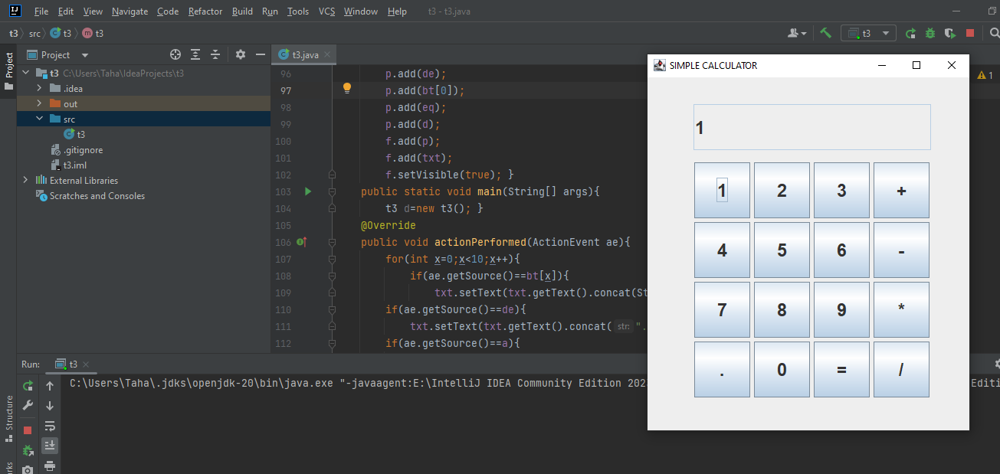 IJ File Edit View Navigate Code Refactor Build Run Tools VCS Window Help t3 - t3.java
t3 src t3 t3
t3
Project
Project
t3 C:\Users\Taha\IdeaProjects\t3
.idea
out
src
t3
.gitignore
t3.iml
External Libraries
Scratches and Consoles
t3.java
1
96 p.add(de);
97 p.add(bt[0]);
98 p.add(eq);
99 p.add(d);
100 f.add(p);
101 f.add(txt);
102 f.setVisible(true); }
103 public static void main(String[] args){
104 t3 d=new t3(); }
105 @Override
106 public void actionPerformed(ActionEvent ae){
107 for(int x=0;x<10;x++){
108 if(ae.getSource()==bt[x]){
109 txt.setText(txt.getText().concat(St
110 if(ae.getSource()==de){
111 txt.setText(txt.getText().concat( str: ".
112 if(ae.getSource()==a){
SIMPLE CALCULATOR
1
1 2 3 +
4 5 6 -
7 8 9 *
. 0 = /
Run: t3
C:\Users\Taha\.jdks\openjdk-20\bin\java.exe "-javaagent:E:\IntelliJ IDEA Community Edition 202
Editi
Structure
rks